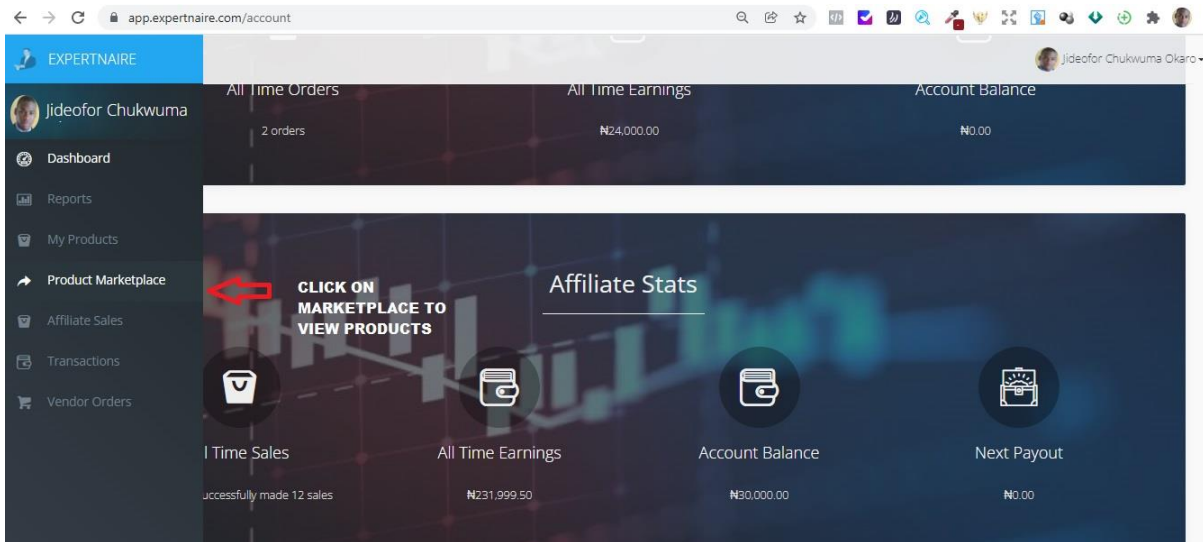 app.expertnaire.com/account
EXPERTNAIRE
Jideofor Chukwuma Okaro
Jideofor Chukwuma
Dashboard
Reports
My Products
Product Marketplace
Affiliate Sales
Transactions
Vendor Orders
All Time Orders
2 orders
All Time Earnings
₦24,000.00
Account Balance
₦0.00
CLICK ON
MARKETPLACE TO
VIEW PRODUCTS
Affiliate Stats
l Time Sales
uccessfully made 12 sales
All Time Earnings
₦231,999.50
Account Balance
₦30,000.00
Next Payout
₦0.00